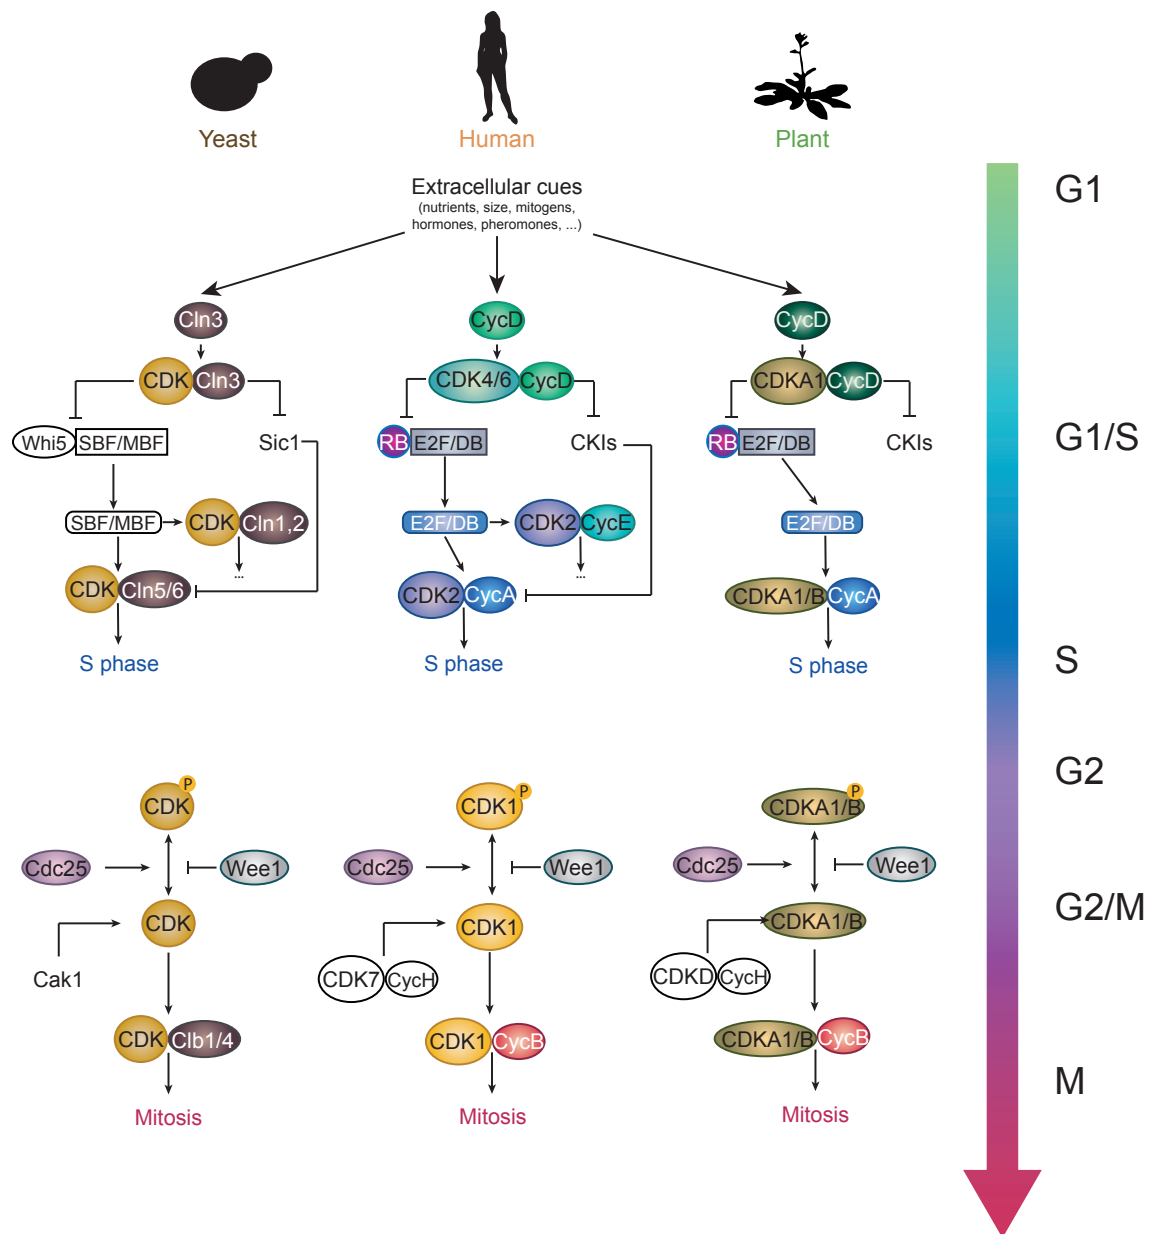 Yeast
Human
Plant
Extracellular cues
(nutrients, size, mitogens,
hormones, pheromones, ...)
G1
Cln3
CycD
CycD
CDK
Cln3
CDK4/6
CycD
CDKA1
CycD
Whi5
SBF/MBF
Sic1
RB
E2F/DB
CKIs
RB
E2F/DB
CKIs
G1/S
SBF/MBF
CDK
Cln1,2
E2F/DB
CDK2
CycE
E2F/DB
...
...
CDK
Cln5/6
CDK2
CycA
CDKA1/B
CycA
S phase
S phase
S phase
S
G2
P
CDK
P
CDK1
P
CDKA1/B
Cdc25
Wee1
Cdc25
Wee1
Cdc25
Wee1
G2/M
CDK
CDK1
CDKA1/B
Cak1
CDK7
CycH
CDKD
CycH
CDK
Clb1/4
CDK1
CycB
CDKA1/B
CycB
M
Mitosis
Mitosis
Mitosis